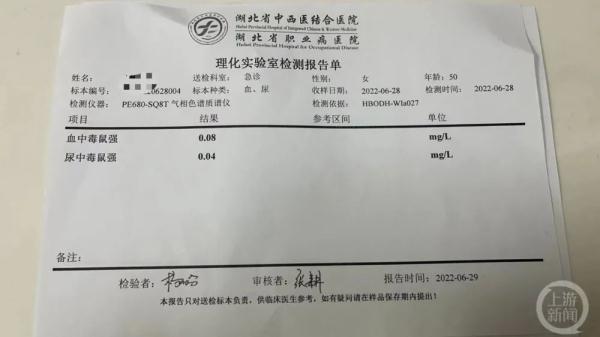 湖北省中西医结合医院
Hubei Provincial Hospital of Integrated Chinese & Western Medicine
湖北省职业病医院
Hubei Provincial Hospital for Occupational Disease
理化实验室检测报告单
姓名: 送检科室: 急诊 性别: 女 年龄: 50
标本号码: 0628004 标本种类: 血、尿 收样日期: 2022-06-28 检测时间: 2022-06-28
检测仪器: PE680-SQ8T 气相色谱质谱仪 检测依据: HBODH-WIa027
项目 结果 参考区间 单位
血中毒鼠强 0.08 mg/L
尿中毒鼠强 0.04 mg/L
备注:
检验者: 审核者: 报告时间: 2022-06-29
本报告只对送检标本负责，供临床医生参考，如有疑问请在样品保存期内提出！
上游新闻